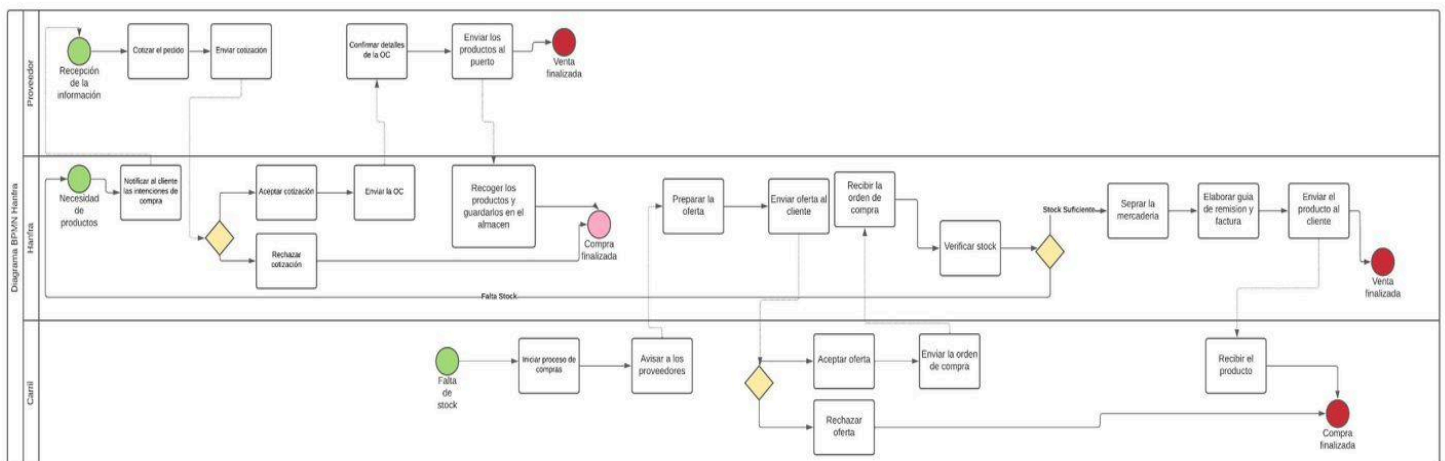 Diagrama BPMN Hanfra
Proveedor
Recepción
de la
información
Cotizar el pedido
Enviar cotización
Confirmar detalles
de la OC
Enviar los
productos al
puerto
Venta
finalizada
Hanfra
Necesidad
de
productos
Notificar al cliente
las intenciones de
compra
Aceptar cotización
Rechazar
cotización
Enviar la OC
Recoger los
productos y
guardarlos en el
almacen
Compra
finalizada
Preparar la
oferta
Enviar oferta al
cliente
Recibir la
orden de
compra
Verificar stock
Stock Suficiente
Seprar la
mercaderia
Elaborar guia
de remision y
factura
Enviar el
producto al
cliente
Venta
finalizada
Falta Stock
Carril
Falta
de
stock
Iniciar proceso de
compras
Avisar a los
proveedores
Aceptar oferta
Rechazar
oferta
Enviar la orden
de compra
Recibir el
producto
Compra
finalizada